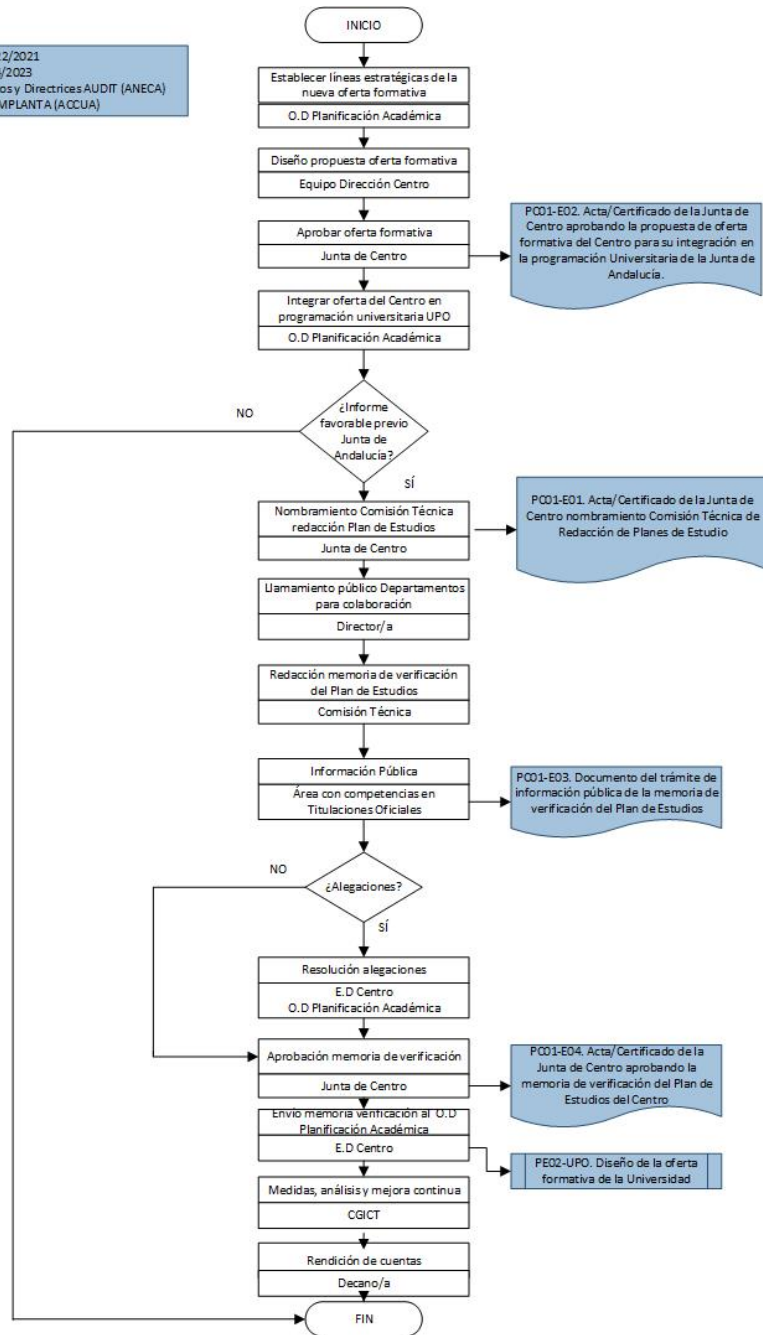 INICIO
22/2021
/2023
os y Directrices AUDIT (ANECA)
MPLANTA (ACCUA)
Establecer líneas estratégicas de la
nueva oferta formativa
O.D Planificación Académica
Diseño propuesta oferta formativa
Equipo Dirección Centro
Aprobar oferta formativa
Junta de Centro
PC01-E02. Acta/Certificado de la Junta de
Centro aprobando la propuesta de oferta
formativa del Centro para su integración en
la programación Universitaria de la Junta de
Andalucía.
Integrar oferta del Centro en
programación universitaria UPO
O.D Planificación Académica
¿Informe
favorable previo
Junta de
Andalucía?
NO
SÍ
Nombramiento Comisión Técnica
redacción Plan de Estudios
Junta de Centro
PC01-E01. Acta/Certificado de la Junta de
Centro nombramiento Comisión Técnica de
Redacción de Planes de Estudio
Llamamiento público Departamentos
para colaboración
Director/a
Redacción memoria de verificación
del Plan de Estudios
Comisión Técnica
Información Pública
Área con competencias en
Titulaciones Oficiales
PC01-E03. Documento del trámite de
información pública de la memoria de
verificación del Plan de Estudios
NO
¿Alegaciones?
SÍ
Resolución alegaciones
E.D Centro
O.D Planificación Académica
Aprobación memoria de verificación
Junta de Centro
PC01-E04. Acta/Certificado de la
Junta de Centro aprobando la
memoria de verificación del Plan de
Estudios del Centro
Envío memoria verificación al O.D
Planificación Académica
E.D Centro
PE02-UPO. Diseño de la oferta
formativa de la Universidad
Medidas, análisis y mejora continua
CGICT
Rendición de cuentas
Decano/a
FIN